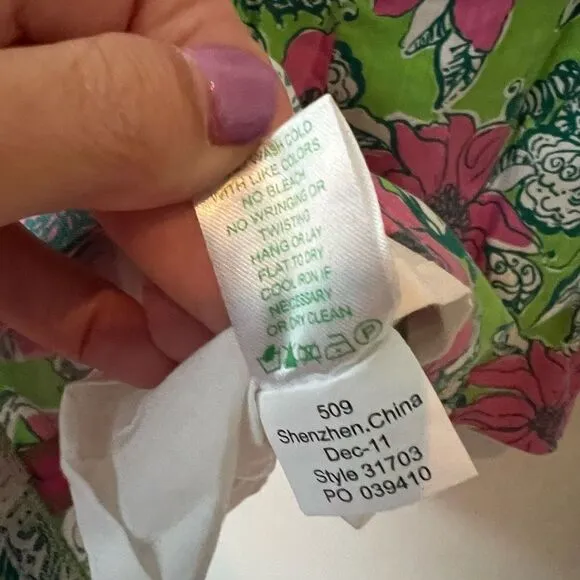 WASH COLD
WITH LIKE COLORS
NO BLEACH
NO WRINGING OR
TWISTING
HANG OR LAY
FLAT TO DRY
COOL RON IF
NECESSARY
OR DRY CLEAN
P
509
Shenzhen.China
Dec-11
Style 31703
PO 039410